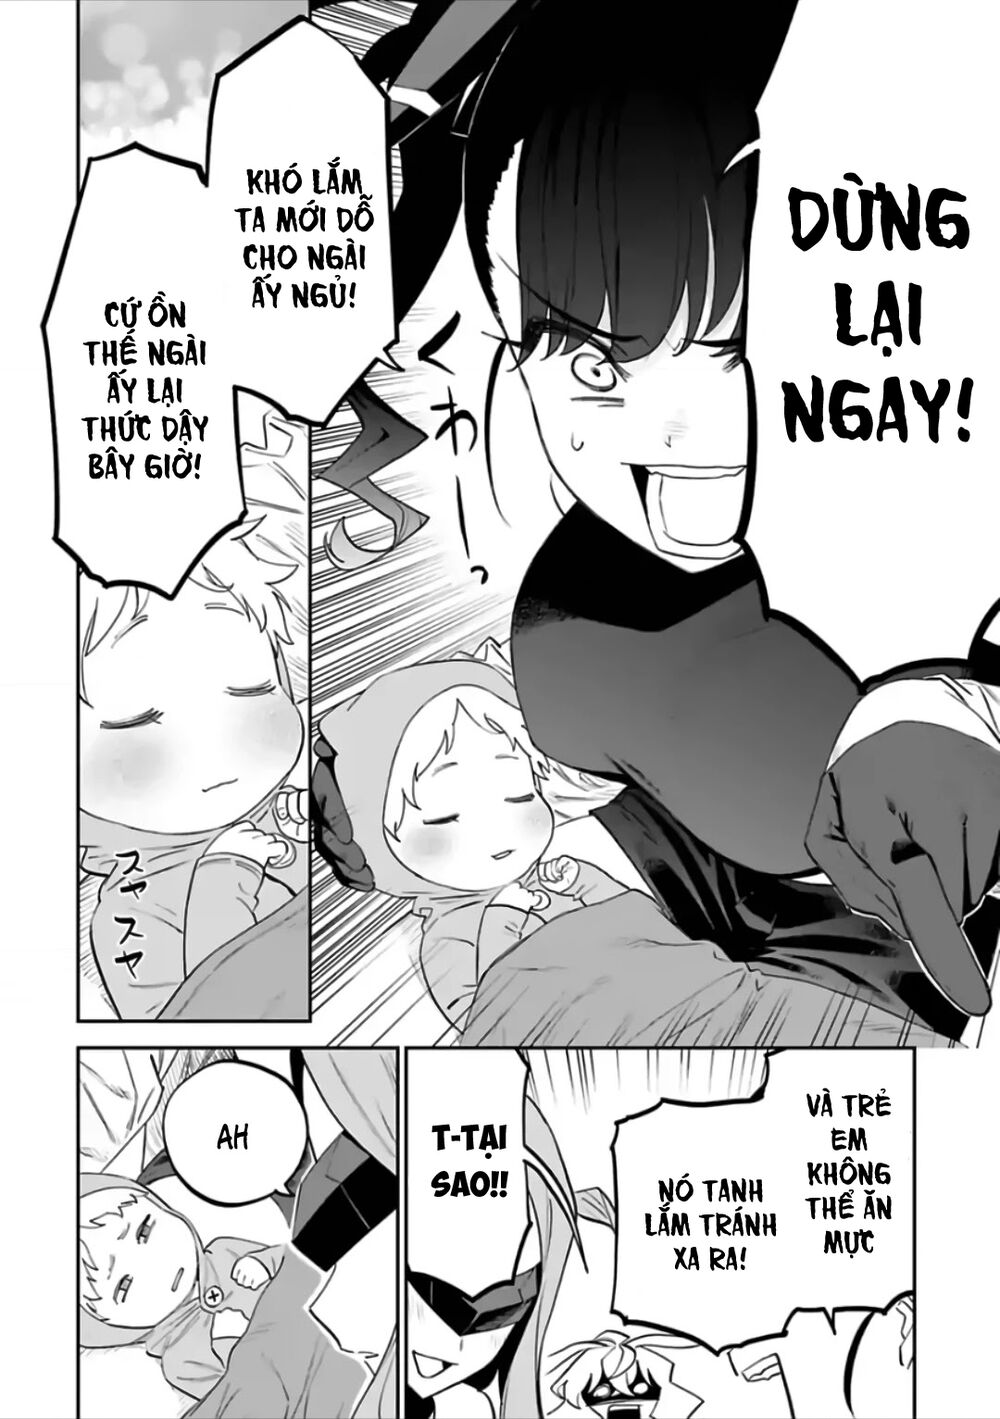 DỪNG
LẠI
NGAY!
KHÓ LẮM
TA MỚI DỖ
CHO NGÀI
ẤY NGỦ!
CỨ ỒN
THẾ NGÀI
ẤY LẠI
THỨC DẬY
BÂY GIỜ!
くわーっ
スヤ
スヤ
VÀ TRẺ
EM
KHÔNG
THỂ ĂN
MỰC
NÓ TANH
LẮM TRÁNH
XA RA!
T-TẠI
SAO!!
AH